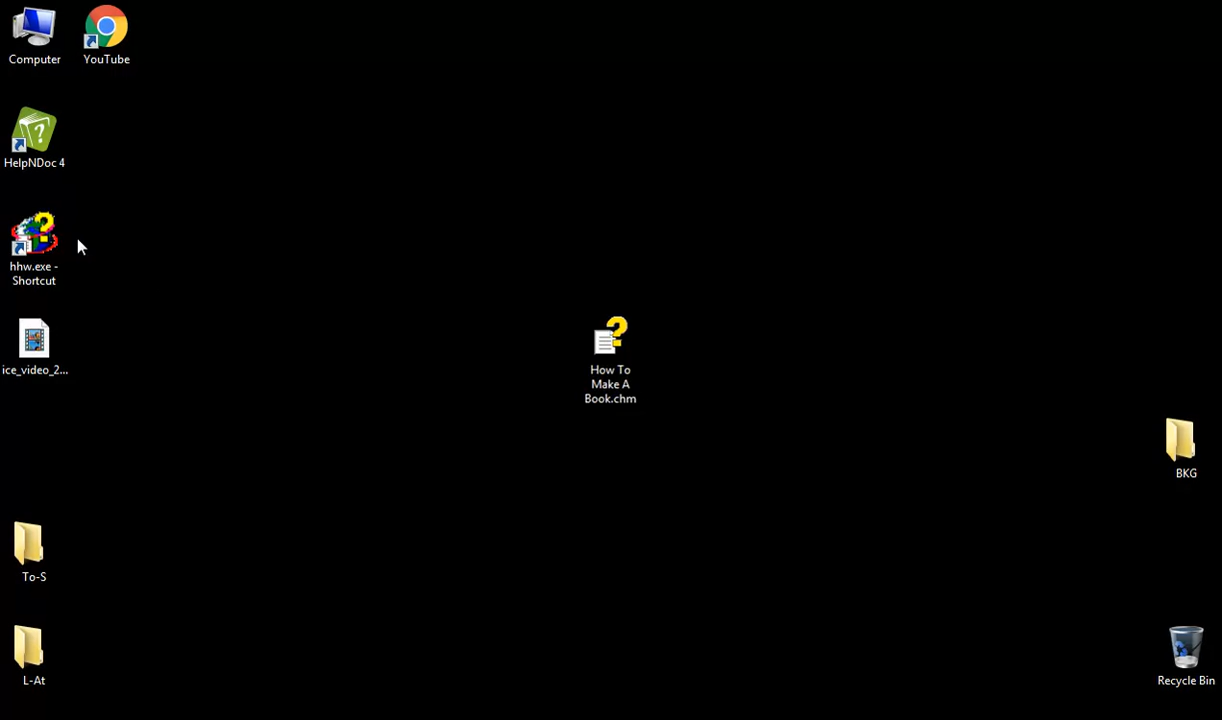 Computer
YouTube
HelpNDoc 4
hhw.exe -
Shortcut
ice_video_2...
How To
Make A
Book.chm
BKG
To-S
L-At
Recycle Bin